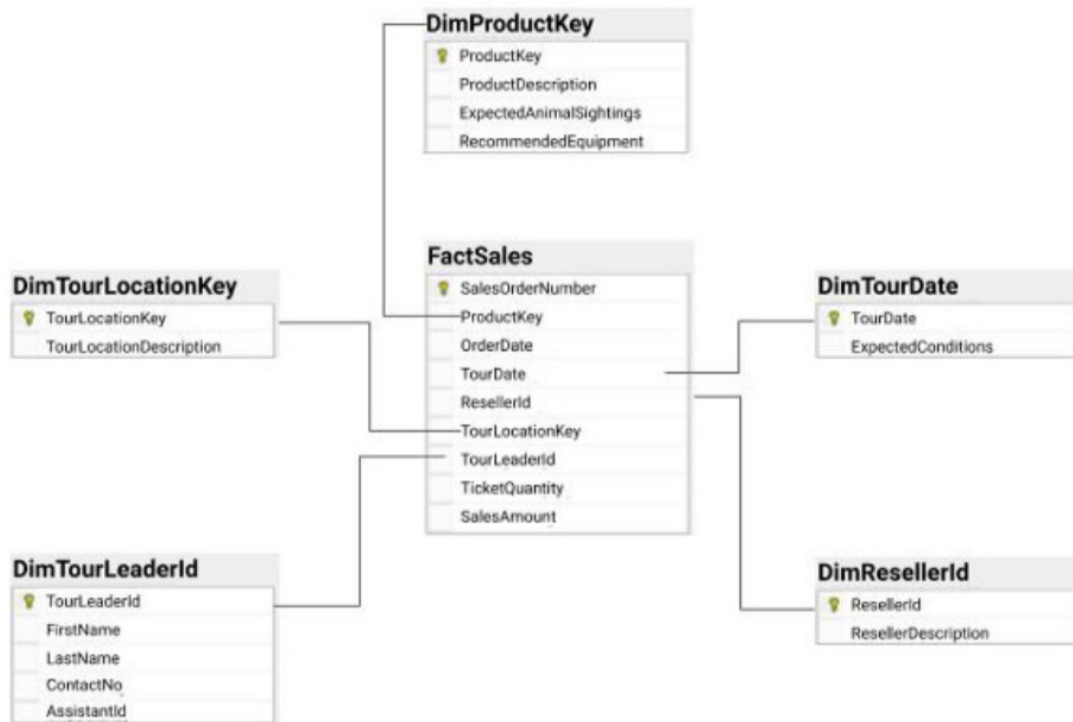 DimProductKey
ProductKey
ProductDescription
ExpectedAnimalSightings
RecommendedEquipment
FactSales
SalesOrderNumber
ProductKey
OrderDate
TourDate
ResellerId
TourLocationKey
TourLeaderId
TicketQuantity
SalesAmount
DimTourLocationKey
TourLocationKey
TourLocationDescription
DimTourDate
TourDate
ExpectedConditions
DimTourLeaderId
TourLeaderId
FirstName
LastName
ContactNo
AssistantId
DimResellerId
ResellerId
ResellerDescription